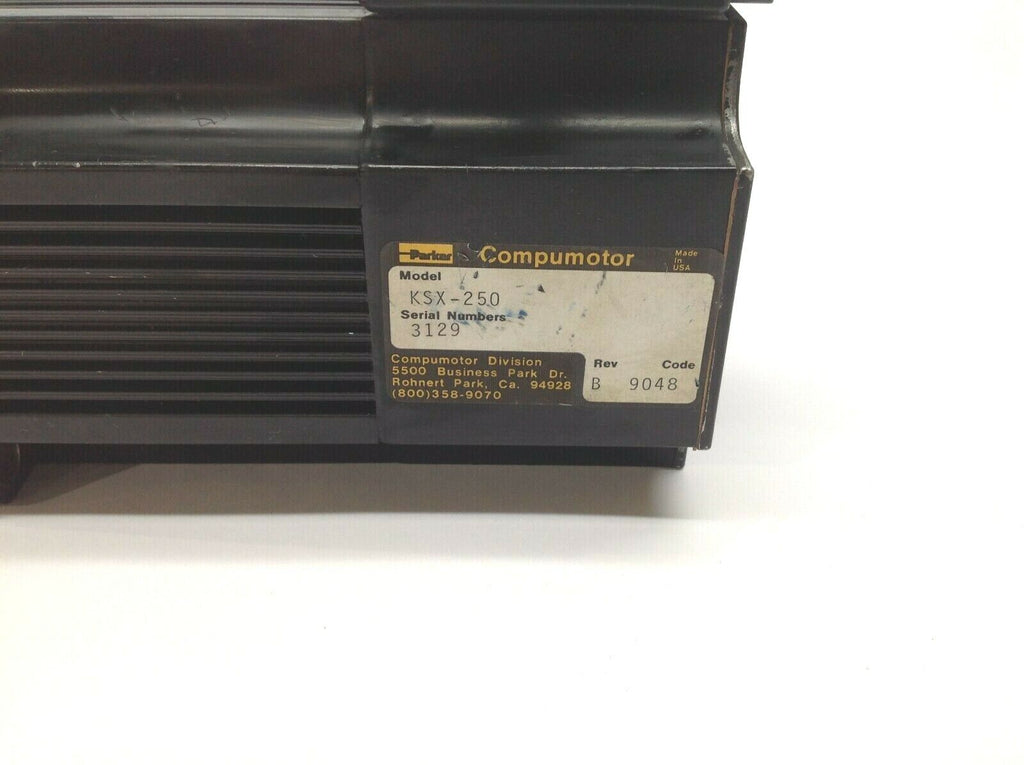 Parker Compumotor Made In USA
Model
KSX-250
Serial Numbers
3129
Compumotor Division
5500 Business Park Dr.
Rohnert Park, Ca. 94928
(800)358-9070
Rev Code
B 9048